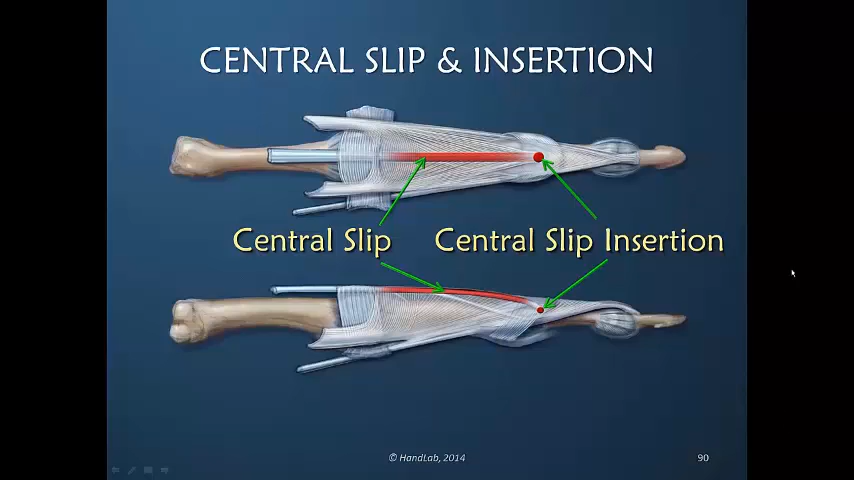 CENTRAL SLIP & INSERTION
Central Slip
Central Slip Insertion
© HandLab, 2014
90